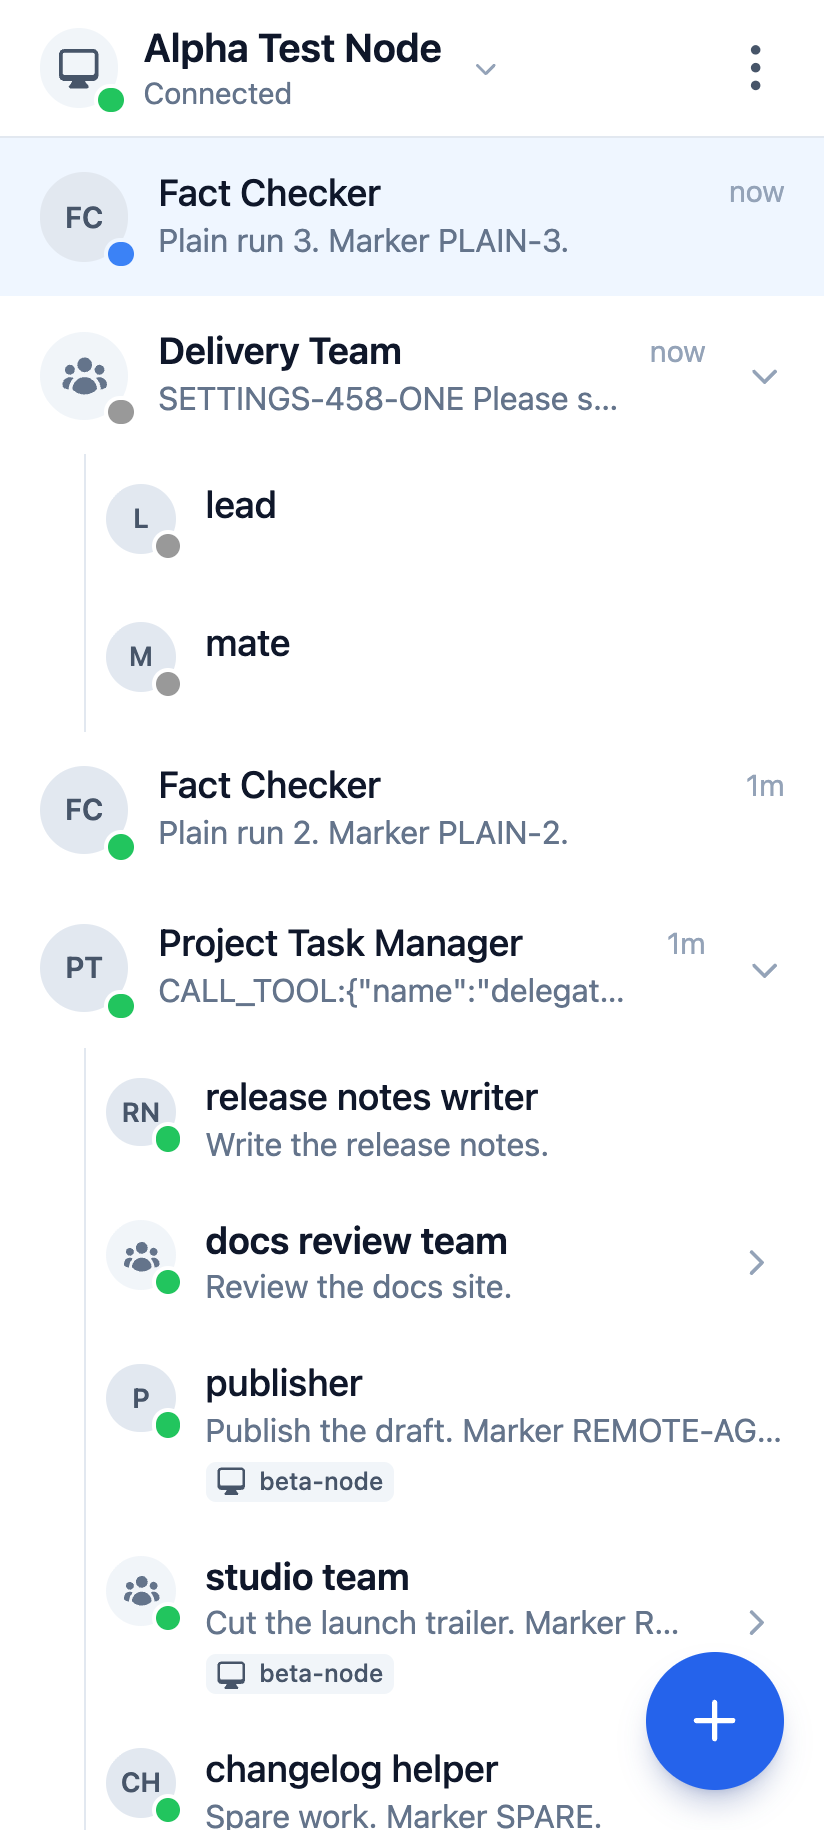 Alpha Test Node
Connected
FC
Fact Checker
now
Plain run 3. Marker PLAIN-3.
Delivery Team
now
SETTINGS-458-ONE Please s...
L
lead
M
mate
FC
Fact Checker
1m
Plain run 2. Marker PLAIN-2.
PT
Project Task Manager
1m
CALL_TOOL:{"name":"delegat...
RN
release notes writer
Write the release notes.
docs review team
Review the docs site.
P
publisher
Publish the draft. Marker REMOTE-AG...
beta-node
studio team
Cut the launch trailer. Marker R...
beta-node
CH
changelog helper
Spare work. Marker SPARE.